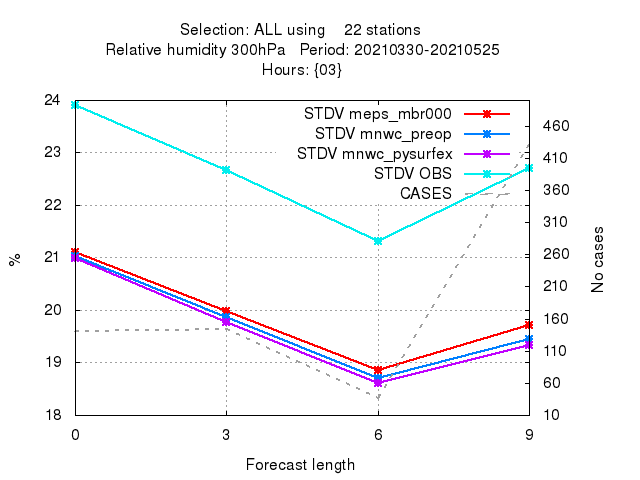 Selection: ALL using    22 stations
Relative humidity 300hPa   Period: 20210330-20210525
Hours: {03}
STDV meps_mbr000
STDV mnwc_preop
STDV mnwc_pysurfex
STDV OBS
CASES
24
23
22
21
20
19
18
%
460
410
360
310
260
210
160
110
60
10
No cases
0 3 6 9
Forecast length